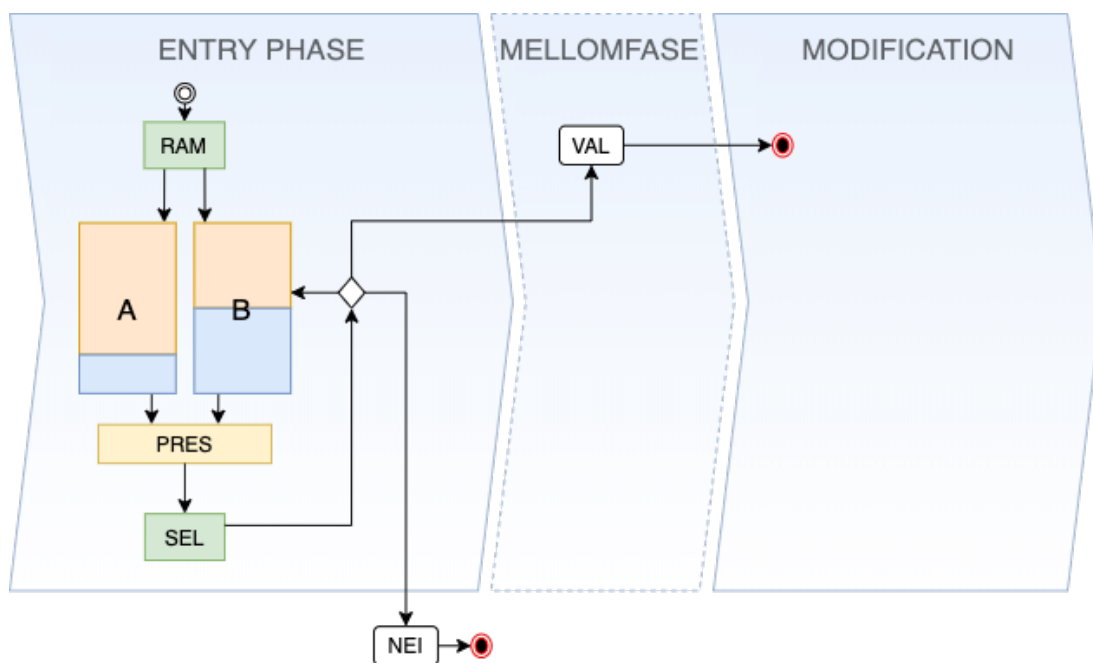 ENTRY PHASE
MELLOMFASE
MODIFICATION
RAM
VAL
A
B
PRES
SEL
NEI